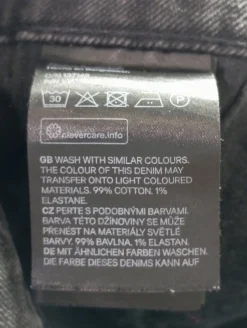 30
clevercare.info
GB WASH WITH SIMILAR COLOURS.
THE COLOUR OF THIS DENIM MAY
TRANSFER ONTO LIGHT COLOURED
MATERIALS. 99% COTTON. 1%
ELASTANE.
CZ PERTE S PODOBNÝMI BARVAMI.
BARVA TÉTO DŽÍNOVINY SE MŮŽE
PŘENÉST NA MATERIÁLY SVĚTLÉ
BARVY. 99% BAVLNA. 1% ELASTAN.
DE MIT ÄHNLICHEN FARBEN WASCHEN.
DIE FARBE DIESES DENIMS KANN AUF